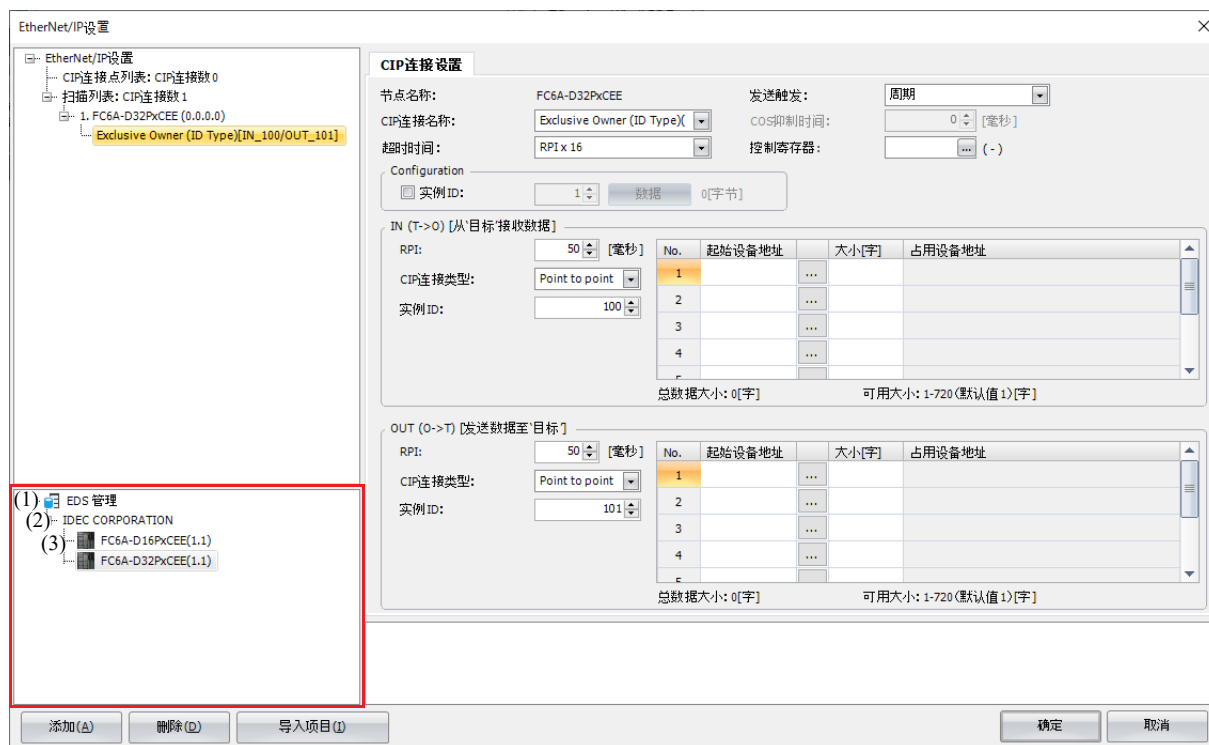 EtherNet/IP设置
EtherNet/IP设置
CIP连接点列表: CIP连接数0
扫描列表: CIP连接数1
1. FC6A-D32PxCEE (0.0.0.0)
Exclusive Owner (ID Type)[IN_100/OUT_101]
(1) EDS 管理
(2) IDEC CORPORATION
(3) FC6A-D16PxCEE(1.1)
FC6A-D32PxCEE(1.1)
CIP连接设置
节点名称: FC6A-D32PxCEE 发送触发: 周期
CIP连接名称: Exclusive Owner (ID Type)( COS抑制时间: 0 [毫秒]
超时时间: RPI x 16 控制寄存器: ... (-)
Configuration
实例ID: 1 数据 0[字节]
IN (T->O) [从'目标'接收数据]
RPI: 50 [毫秒]
CIP连接类型: Point to point
实例ID: 100
No. 起始设备地址 大小[字] 占用设备地址
1 ...
2 ...
3 ...
4 ...
总数据大小: 0[字] 可用大小: 1-720(默认值1)[字]
OUT (O->T) [发送数据至'目标']
RPI: 50 [毫秒]
CIP连接类型: Point to point
实例ID: 101
No. 起始设备地址 大小[字] 占用设备地址
1 ...
2 ...
3 ...
4 ...
总数据大小: 0[字] 可用大小: 1-720(默认值1)[字]
添加(A) 删除(D) 导入项目(I) 确定 取消